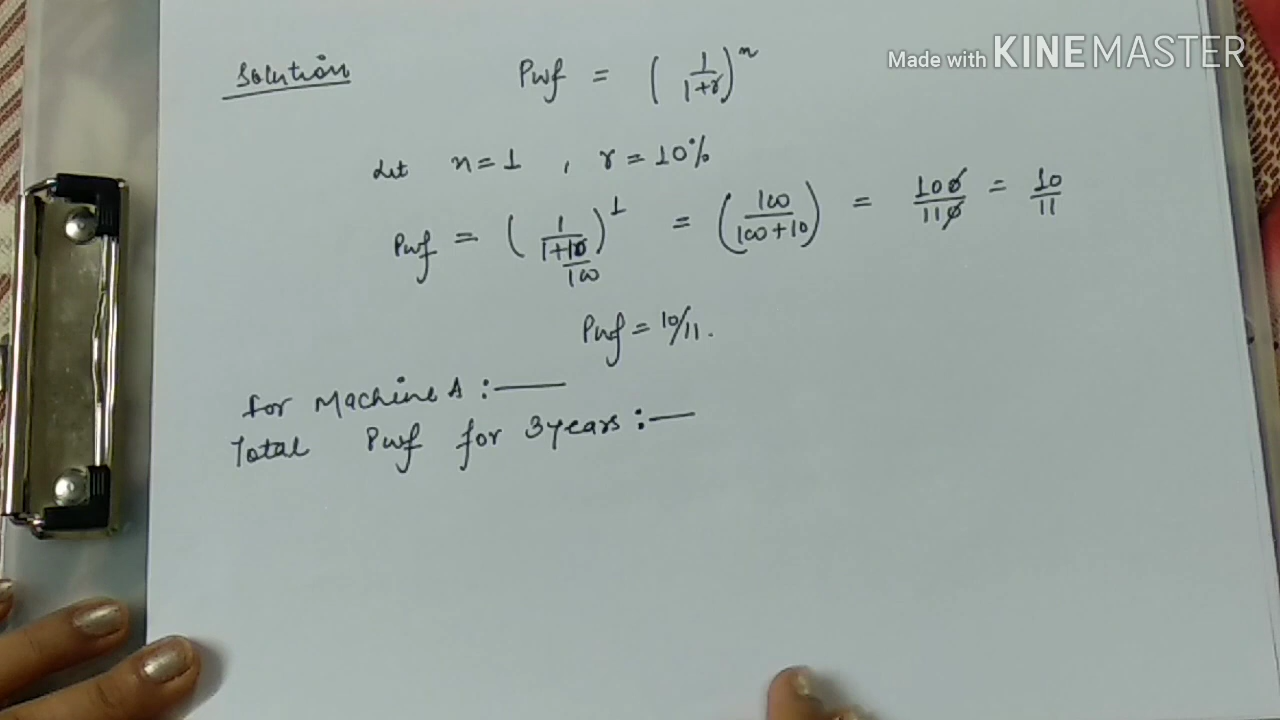 Made with KINEMASTER
Solution Pwf = (1/1+r)^n
Let n=1 , r = 10%
Pwf = (1/1+10/100)^1 = (100/100+10) = 100/110 = 10/11
Pwf = 10/11.
For Machine A :—
Total Pwf for 3years :—